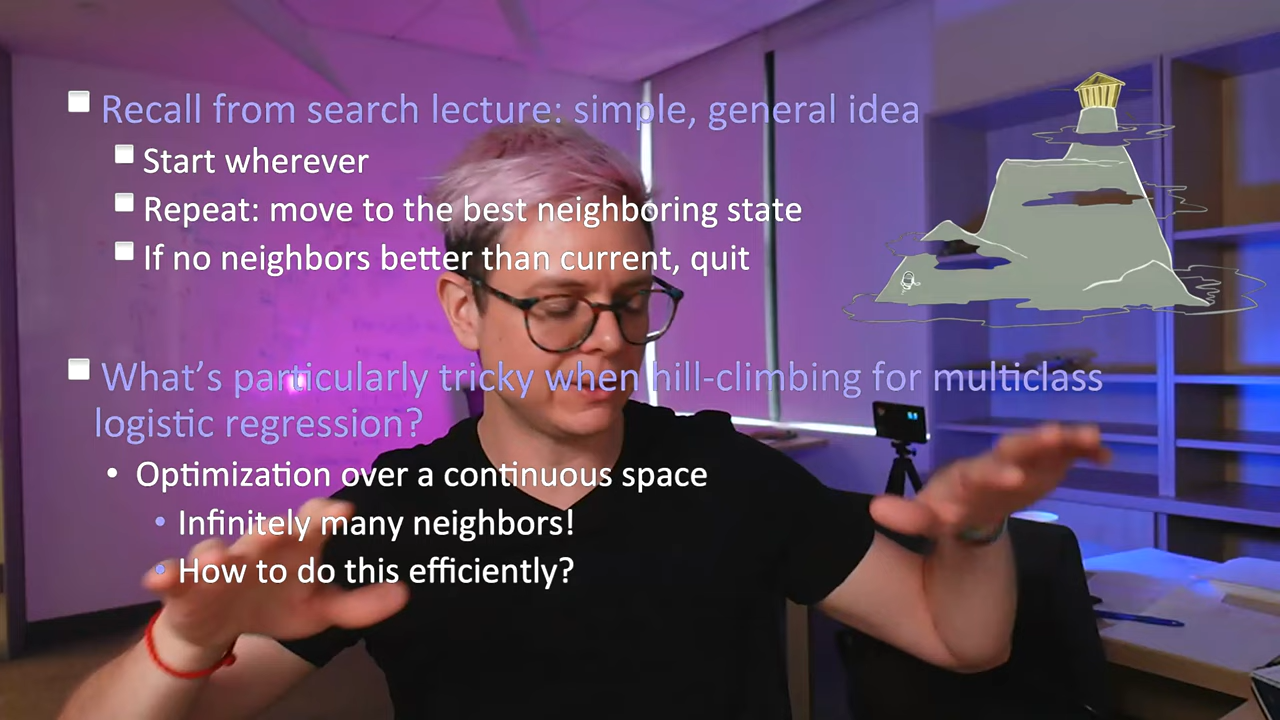 Recall from search lecture: simple, general idea
Start wherever
Repeat: move to the best neighboring state
If no neighbors better than current, quit
What's particularly tricky when hill-climbing for multiclass
logistic regression?
• Optimization over a continuous space
• Infinitely many neighbors!
• How to do this efficiently?